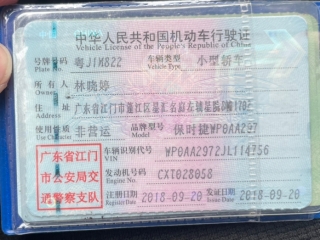 中华人民共和国机动车行驶证
Vehicle License of the People's Republic of China
号牌号码 粤J1M822 车辆类型 小型轿车
Plate No. Vehicle Type
所有人 林晓婷
Owner
住址 广东省江门市蓬江区星汇名庭左
Address
使用性质 非营运 品牌型号 保时捷WP0AA297
Use Character Model
广东省江门
市公安局交
通警察支队
车辆识别代号 WP0AA2972JL114256
VIN
发动机号码 CXT028058
Engine No.
注册日期 2018-09-20 发证日期 2018-09-20
Register Date Issue Date